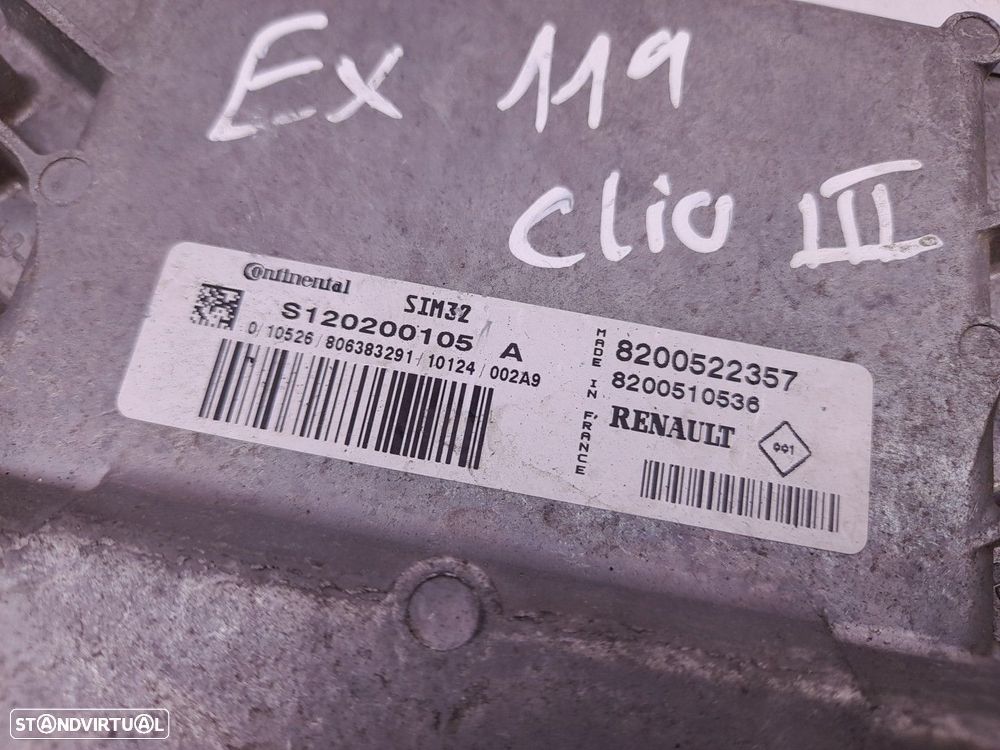 Ex 119
Clio III
Continental SIM32
S120200105 A
0/10526/806383291/10124/002A9
MADE IN FRANCE
8200522357
8200510536
RENAULT
001
STANDVIRTUAL